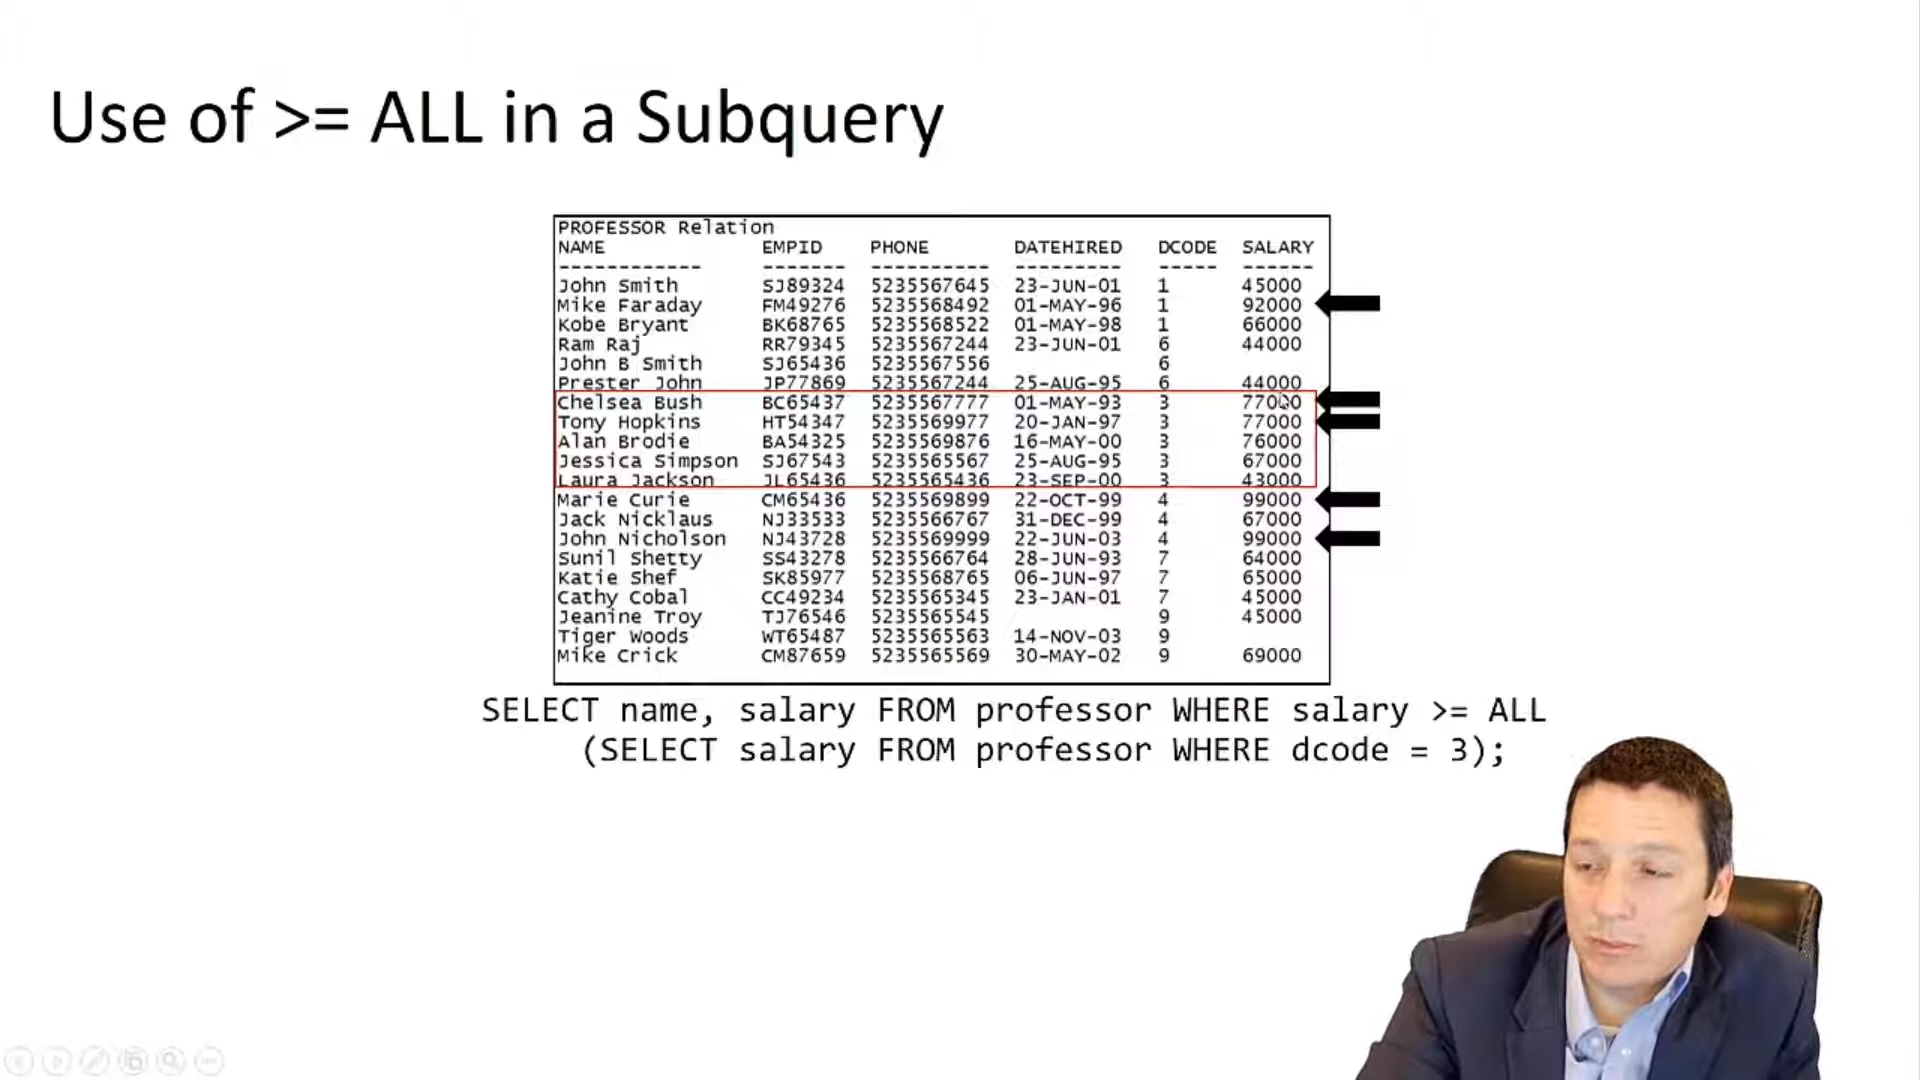 Use of >= ALL in a Subquery
PROFESSOR Relation
NAME EMPID PHONE DATEHIRED DCODE SALARY
------------ ------- ---------- --------- ----- ------
John Smith SJ89324 5235567645 23-JUN-01 1 45000
Mike Faraday FM49276 5235568492 01-MAY-96 1 92000
Kobe Bryant BK68765 5235568522 01-MAY-98 1 66000
Ram Raj RR79345 5235567244 23-JUN-01 6 44000
John B Smith SJ65436 5235567556 6
Prester John JP77869 5235567244 25-AUG-95 6 44000
Chelsea Bush BC65437 5235567777 01-MAY-93 3 77000
Tony Hopkins HT54347 5235569977 20-JAN-97 3 77000
Alan Brodie BA54325 5235569876 16-MAY-00 3 76000
Jessica Simpson SJ67543 5235565567 25-AUG-95 3 67000
Laura Jackson JL65436 5235565436 23-SEP-00 3 43000
Marie Curie CM65436 5235569899 22-OCT-99 4 99000
Jack Nicklaus NJ33533 5235566767 31-DEC-99 4 67000
John Nicholson NJ43728 5235569999 22-JUN-03 4 99000
Sunil Shetty SS43278 5235566764 28-JUN-93 7 64000
Katie Shef SK85977 5235568765 06-JUN-97 7 65000
Cathy Cobal CC49234 5235565345 23-JAN-01 7 45000
Jeanine Troy TJ76546 5235565545 9 45000
Tiger Woods WT65487 5235565563 14-NOV-03 9
Mike Crick CM87659 5235565569 30-MAY-02 9 69000
SELECT name, salary FROM professor WHERE salary >= ALL
(SELECT salary FROM professor WHERE dcode = 3);